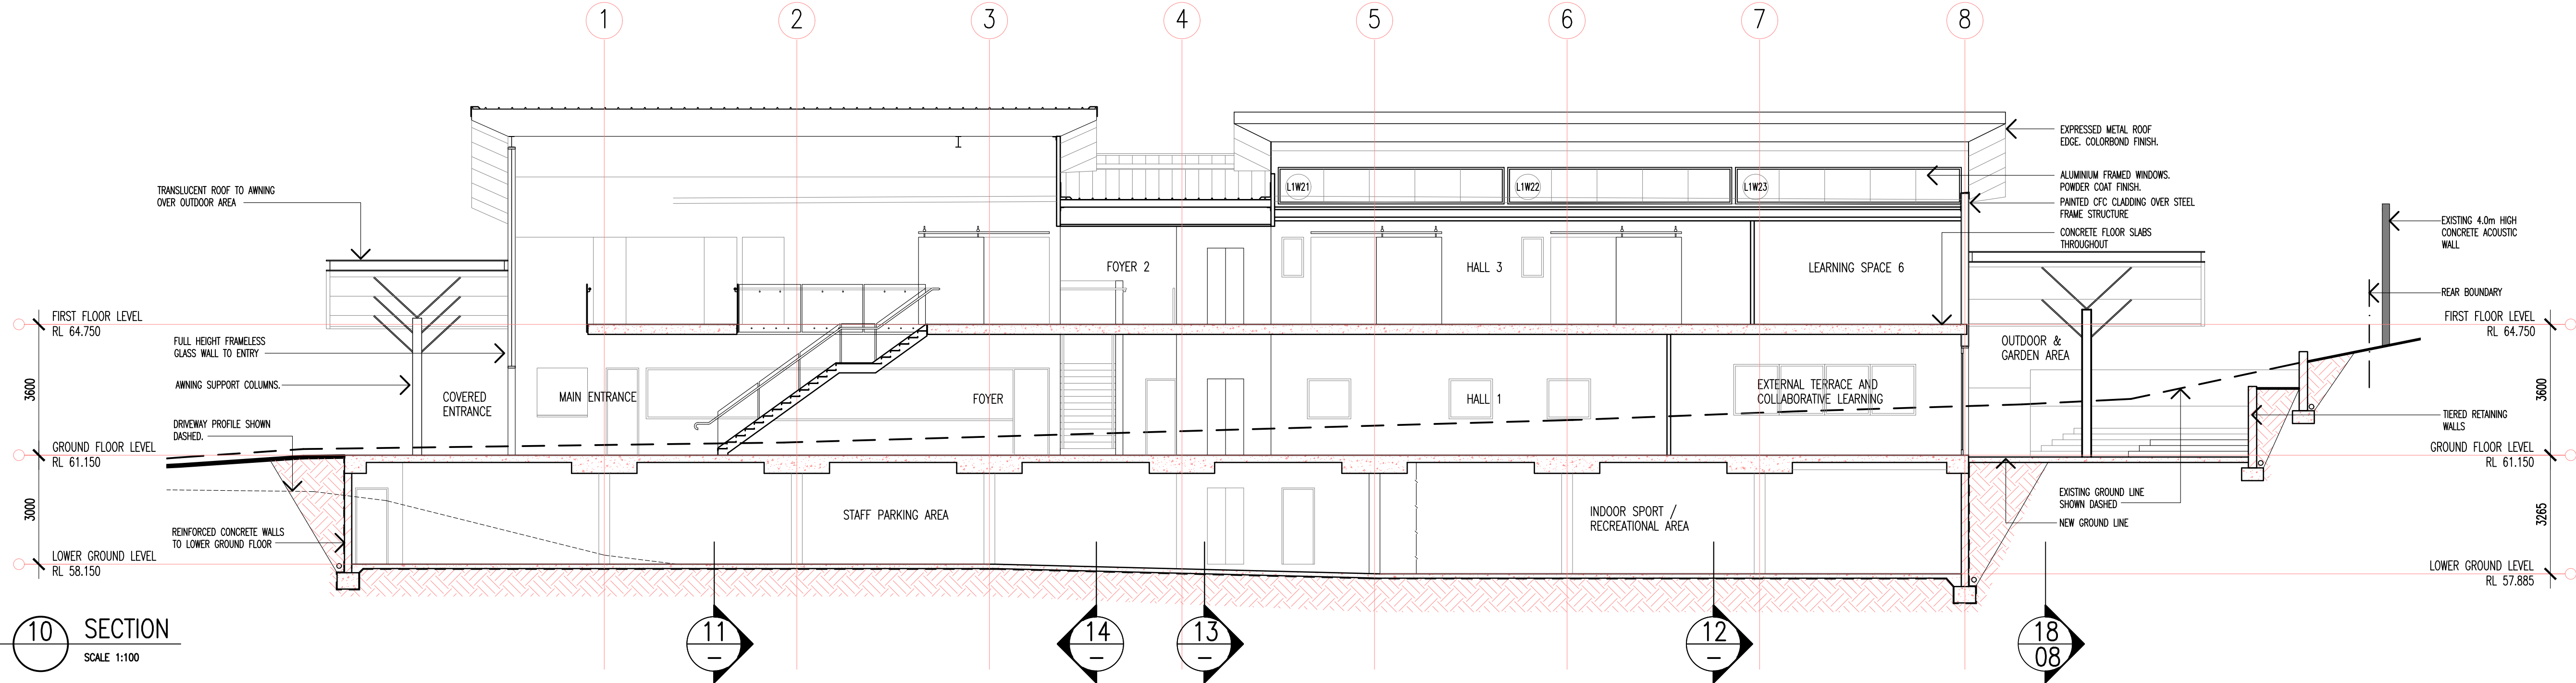 1
2
3
4
5
6
7
8
TRANSLUCENT ROOF TO AWNING
OVER OUTDOOR AREA
FULL HEIGHT FRAMELESS
GLASS WALL TO ENTRY
AWNING SUPPORT COLUMNS.
DRIVEWAY PROFILE SHOWN
DASHED.
REINFORCED CONCRETE WALLS
TO LOWER GROUND FLOOR
FIRST FLOOR LEVEL
RL 64.750
3600
GROUND FLOOR LEVEL
RL 61.150
3000
LOWER GROUND LEVEL
RL 58.150
COVERED
ENTRANCE
MAIN ENTRANCE
FOYER
FOYER 2
HALL 3
LEARNING SPACE 6
L1W21
L1W22
L1W23
HALL 1
EXTERNAL TERRACE AND
COLLABORATIVE LEARNING
STAFF PARKING AREA
INDOOR SPORT /
RECREATIONAL AREA
OUTDOOR &
GARDEN AREA
EXPRESSED METAL ROOF
EDGE. COLORBOND FINISH.
ALUMINIUM FRAMED WINDOWS.
POWDER COAT FINISH.
PAINTED CFC CLADDING OVER STEEL
FRAME STRUCTURE
CONCRETE FLOOR SLABS
THROUGHOUT
EXISTING 4.0m HIGH
CONCRETE ACOUSTIC
WALL
REAR BOUNDARY
FIRST FLOOR LEVEL
RL 64.750
3600
TIERED RETAINING
WALLS
GROUND FLOOR LEVEL
RL 61.150
EXISTING GROUND LINE
SHOWN DASHED
NEW GROUND LINE
3265
LOWER GROUND LEVEL
RL 57.885
10 SECTION
SCALE 1:100
11
–
14
–
13
–
12
–
18
08